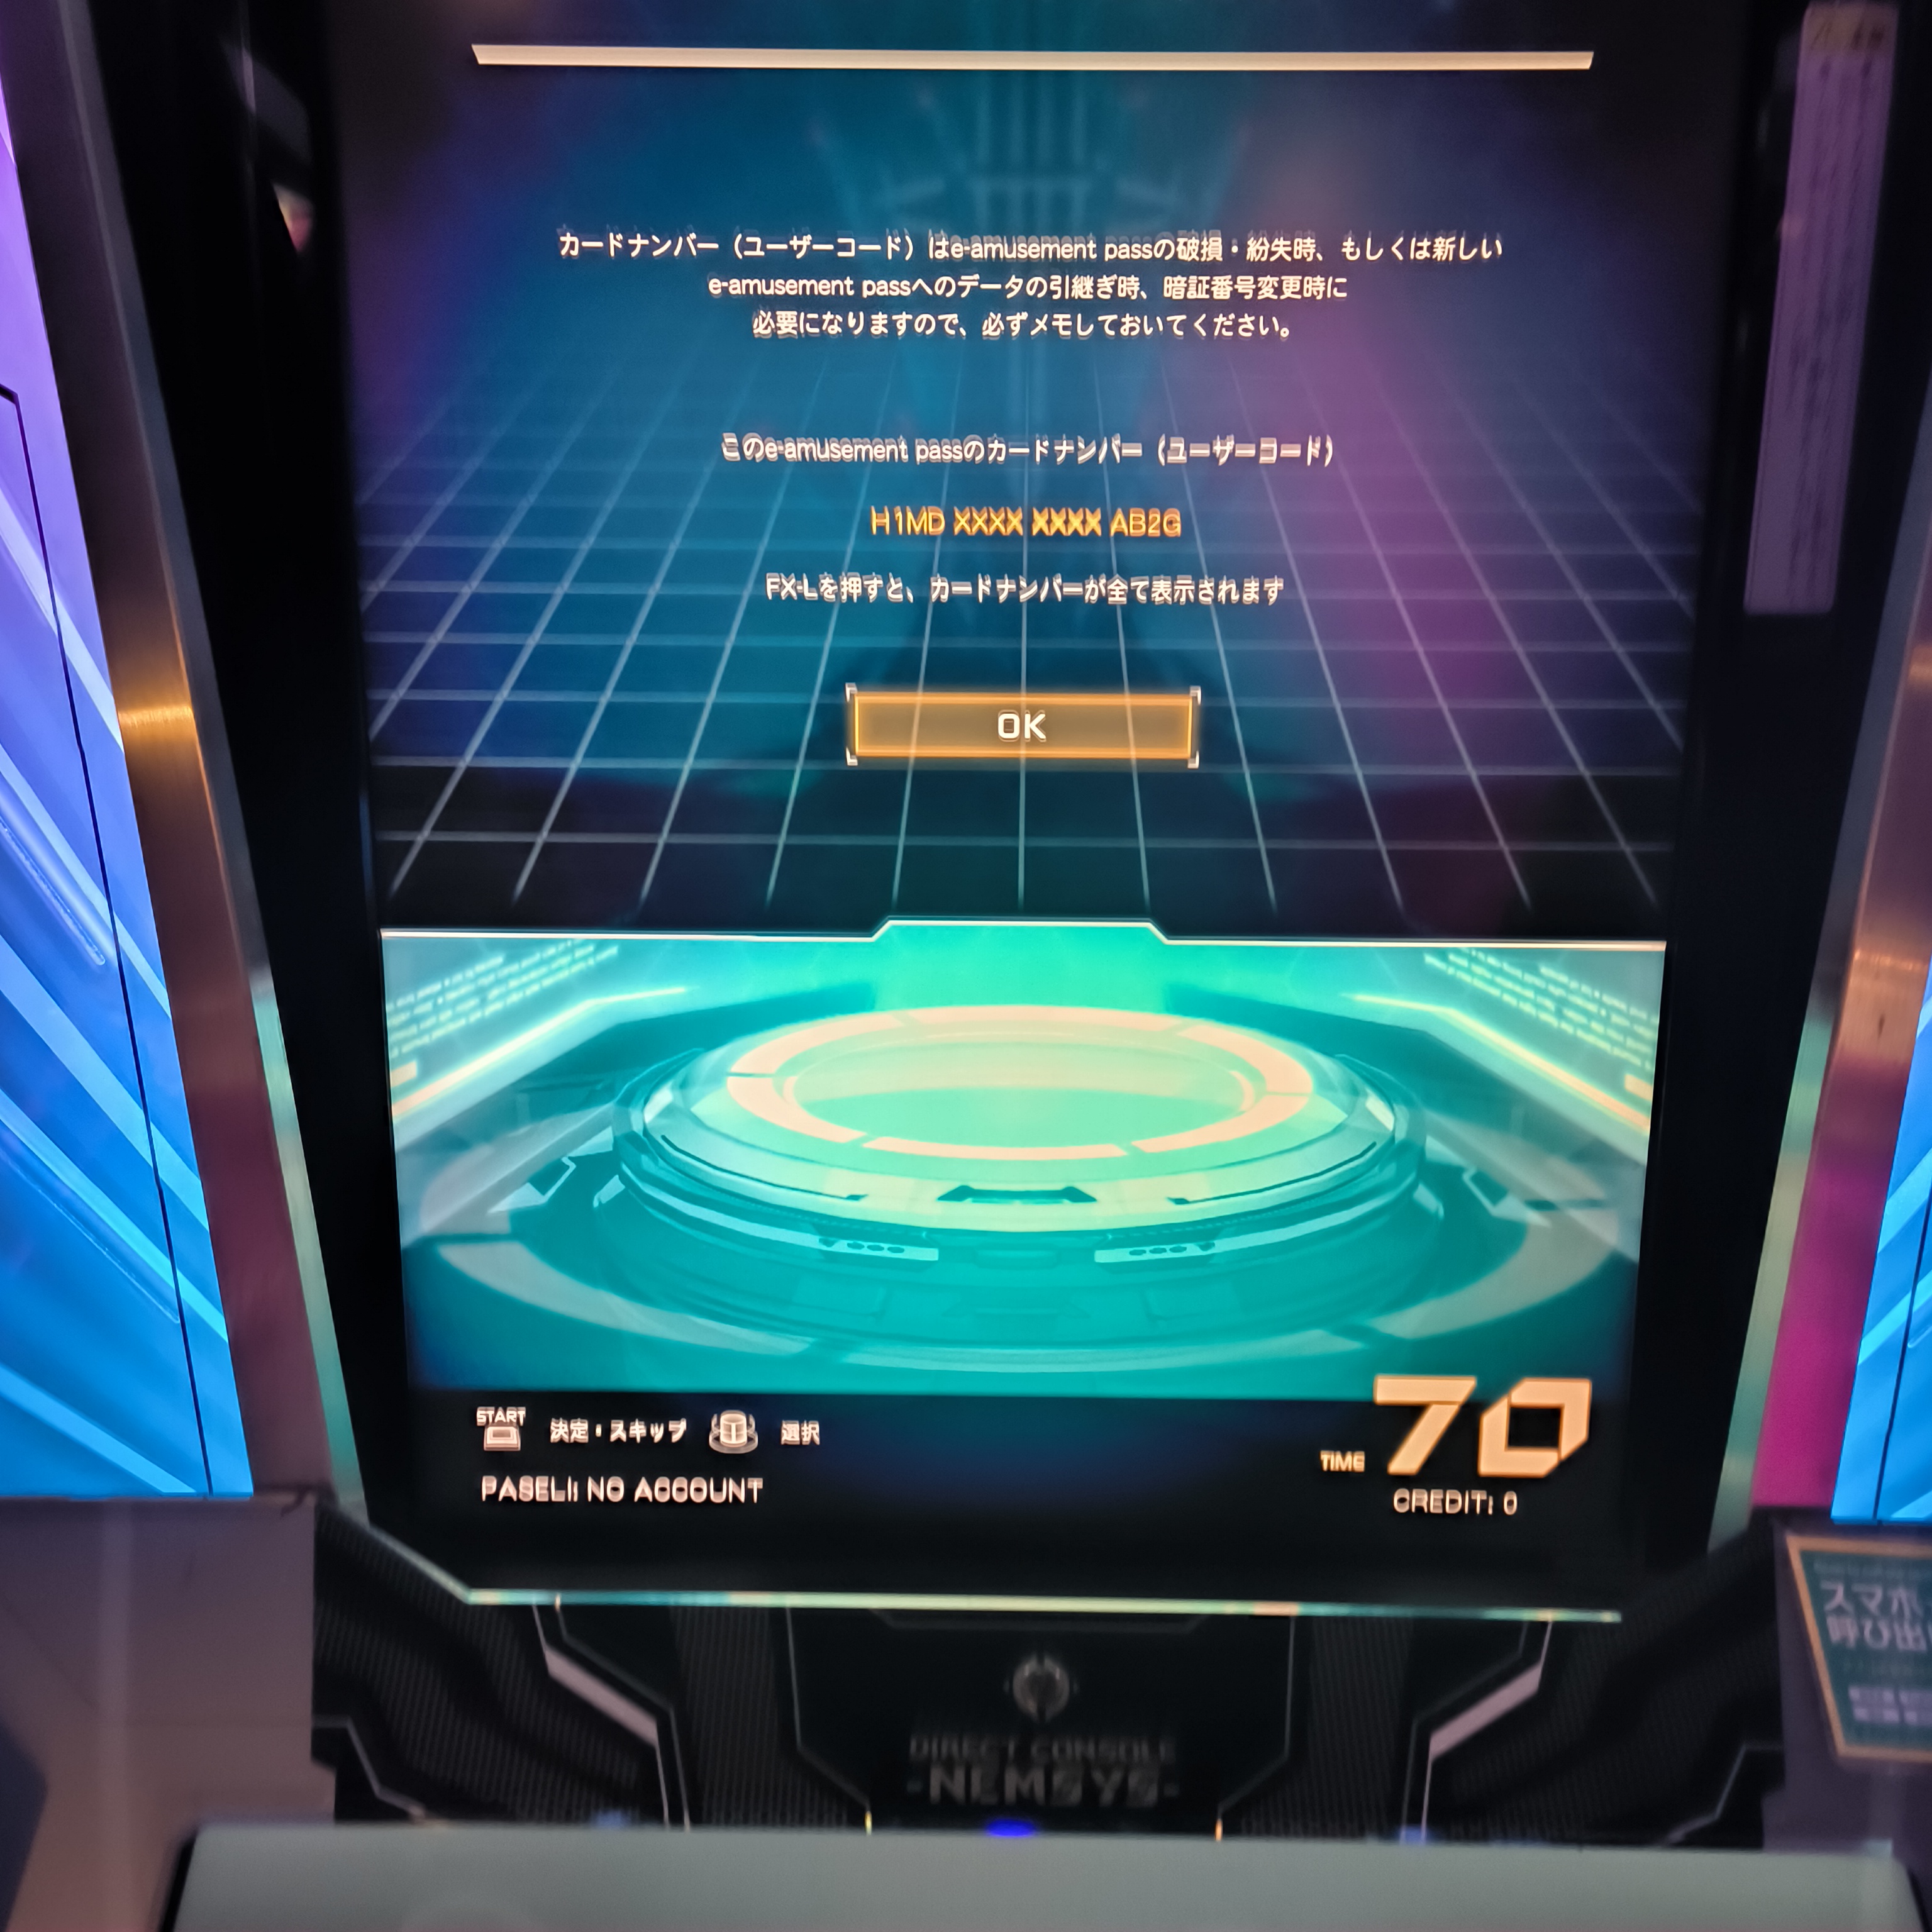 カードナンバー（ユーザーコード）はe-amusement passの破損・紛失時、もしくは新しい
e-amusement passへのデータの引継ぎ時、暗証番号変更時に
必要になりますので、必ずメモしておいてください。
このe-amusement passのカードナンバー（ユーザーコード）
H1MD XXXX XXXX AB2G
FX-Lを押すと、カードナンバーが全て表示されます
OK
START 決定・スキップ 選択
PASELI: NO ACCOUNT
TIME 70
CREDIT: 0
DIRECT CONSOLE
-NEMSYS-
スマホ
呼び出